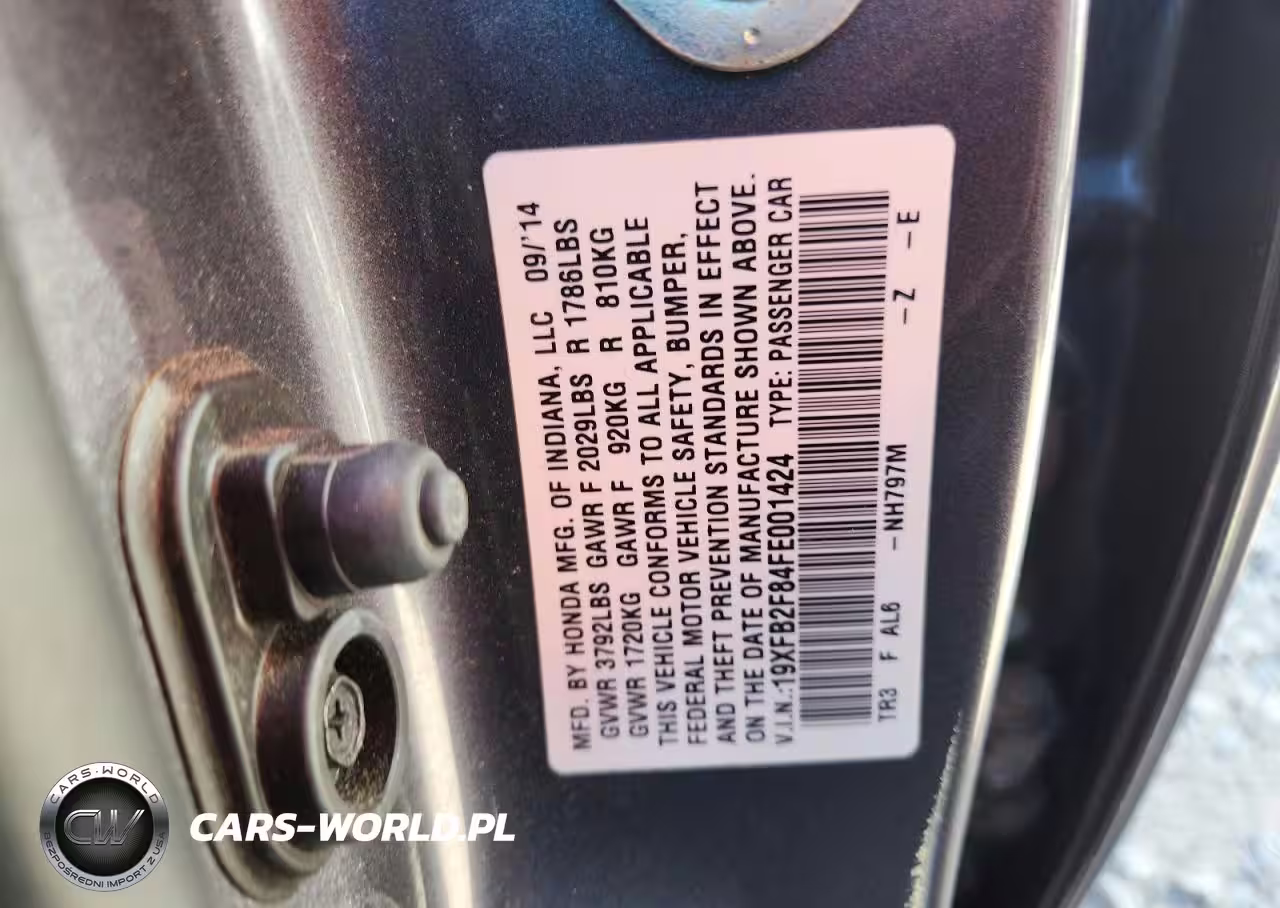 MFD. BY HONDA MFG. OF INDIANA, LLC 09/'14
GVWR 3792LBS GAWR F 2029LBS R 1786LBS
GVWR 1720KG GAWR F 920KG R 810KG
THIS VEHICLE CONFORMS TO ALL APPLICABLE
FEDERAL MOTOR VEHICLE SAFETY, BUMPER,
AND THEFT PREVENTION STANDARDS IN EFFECT
ON THE DATE OF MANUFACTURE SHOWN ABOVE.
V.I.N.:19XFB2F84FE001424 TYPE: PASSENGER CAR
TR3 F AL6 -NH797M -Z -E
CARS-WORLD
CW
BEZPOŚREDNI IMPORT Z USA
CARS-WORLD.PL